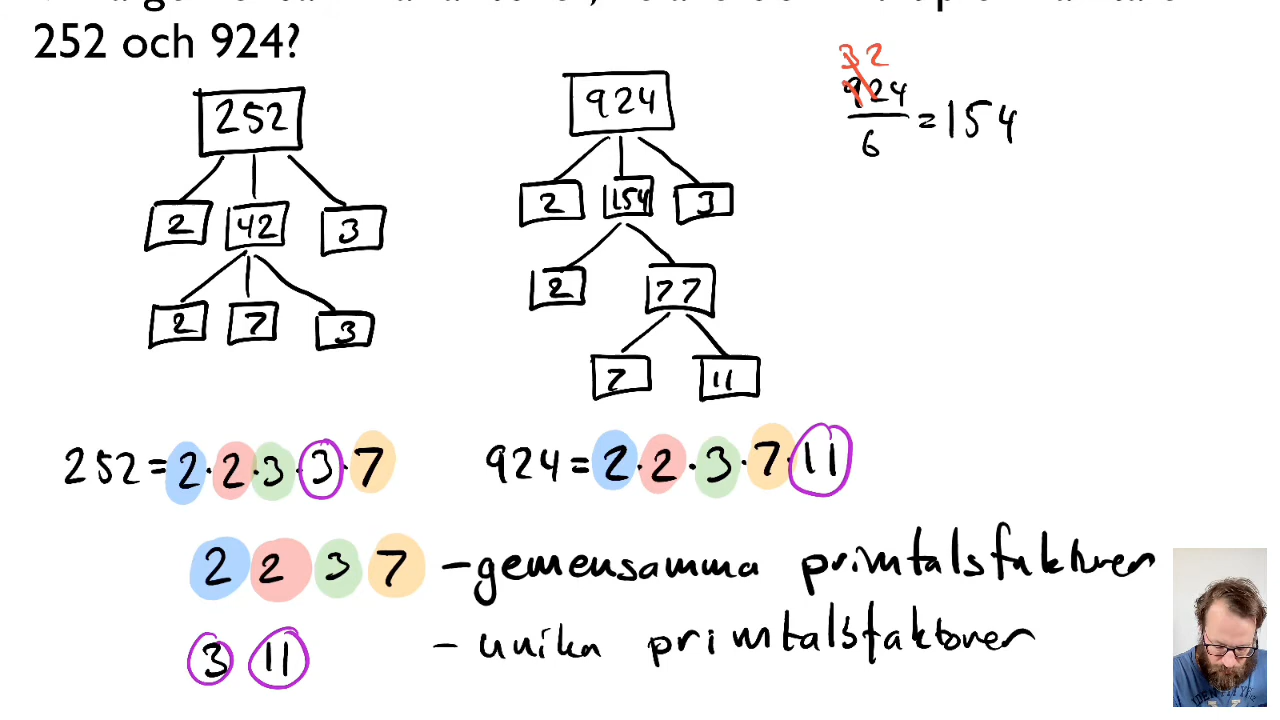 252 och 924?
252
2 42 3
2 7 3
924
2 154 3
2 77
7 11
32
924
6
=154
252=2·2·3·3·7
924=2·2·3·7·11
2 2 3 7 -gemensamma primtalsfaktorer
3 11 - unika primtalsfaktorer